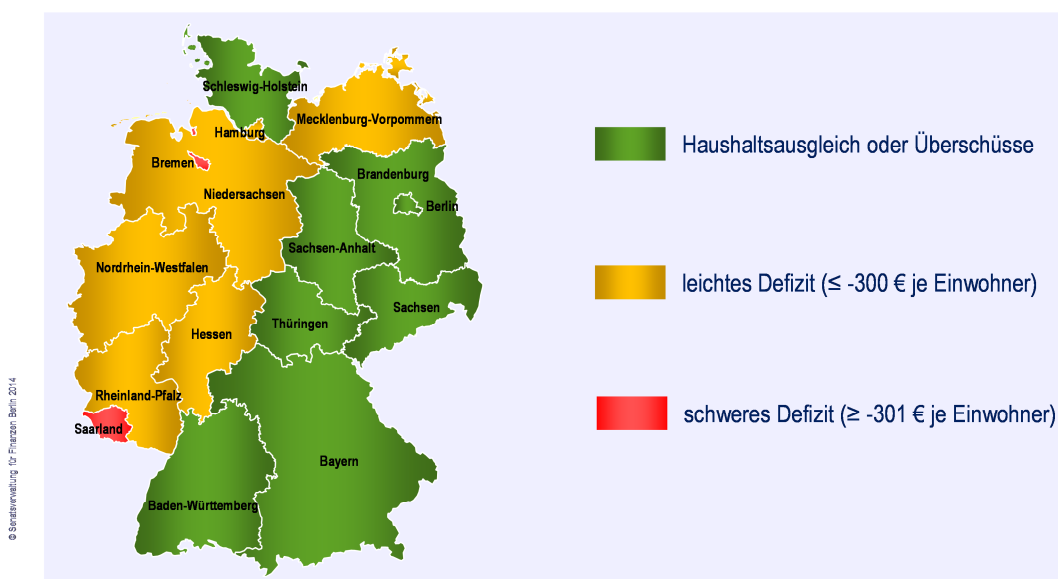 Schleswig-Holstein
Mecklenburg-Vorpommern
Hamburg
Bremen
Brandenburg
Niedersachsen
Berlin
Sachsen-Anhalt
Nordrhein-Westfalen
Sachsen
Thüringen
Hessen
Rheinland-Pfalz
Saarland
Bayern
Baden-Württemberg
Haushaltsausgleich oder Überschüsse
leichtes Defizit (≤ -300 € je Einwohner)
schweres Defizit (≥ -301 € je Einwohner)
© Senatsverwaltung für Finanzen Berlin 2014